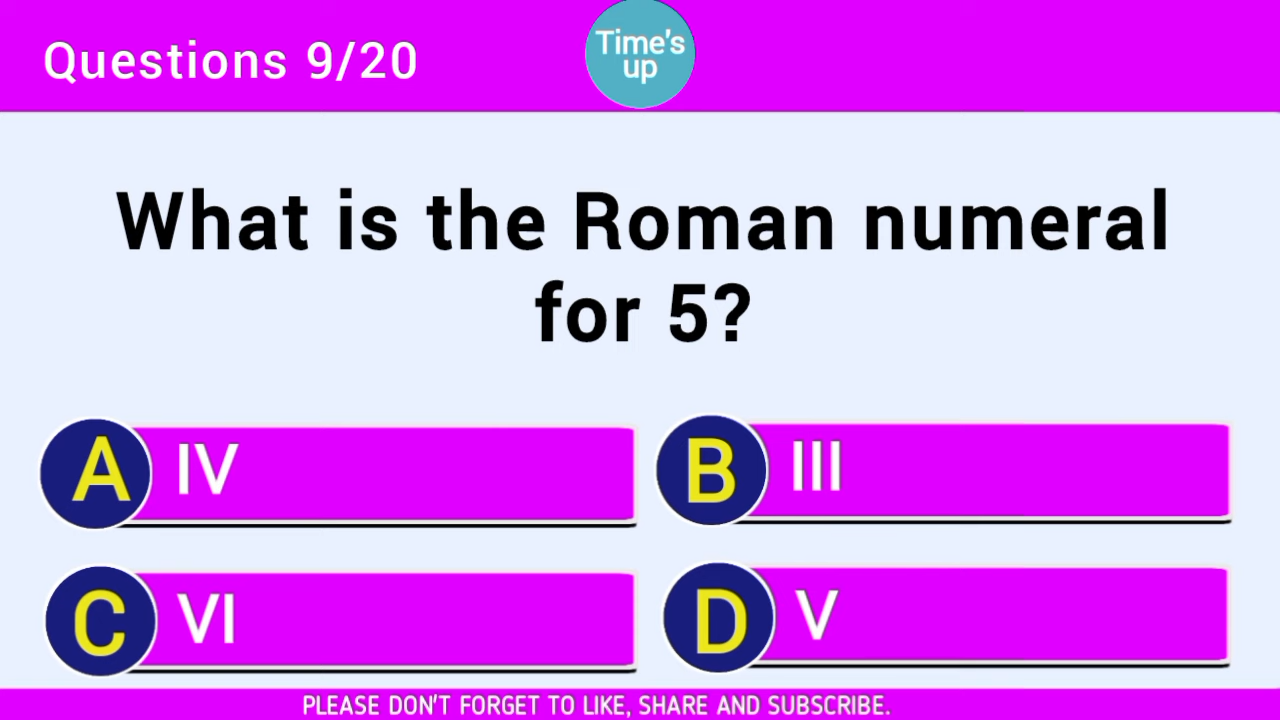 Questions 9/20
Time's
up
What is the Roman numeral
for 5?
A IV
B III
C VI
D V
PLEASE DON'T FORGET TO LIKE, SHARE AND SUBSCRIBE.